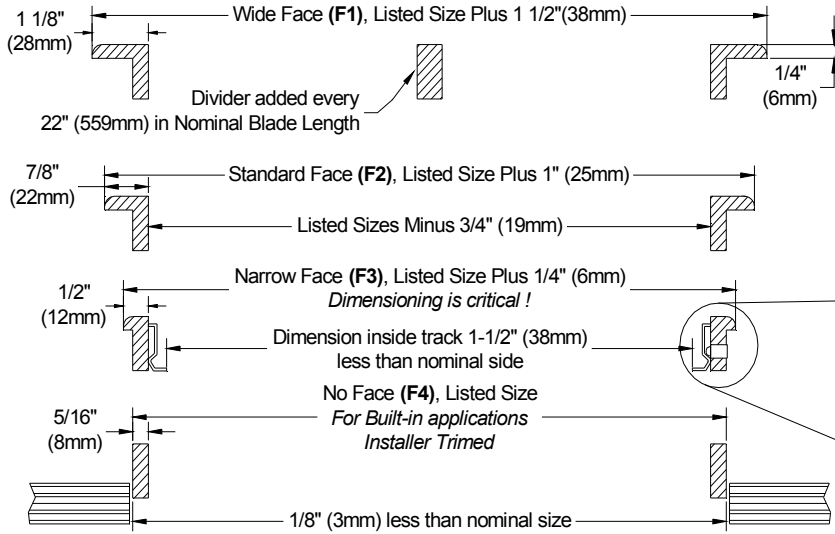 Wide Face (F1), Listed Size Plus 1 1/2"(38mm)
1 1/8"
(28mm)
1/4"
(6mm)
Divider added every
22" (559mm) in Nominal Blade Length
7/8"
(22mm)
Standard Face (F2), Listed Size Plus 1" (25mm)
Listed Sizes Minus 3/4" (19mm)
Narrow Face (F3), Listed Size Plus 1/4" (6mm)
Dimensioning is critical !
1/2"
(12mm)
Dimension inside track 1-1/2" (38mm)
less than nominal side
No Face (F4), Listed Size
For Built-in applications
Installer Trimed
5/16"
(8mm)
1/8" (3mm) less than nominal size